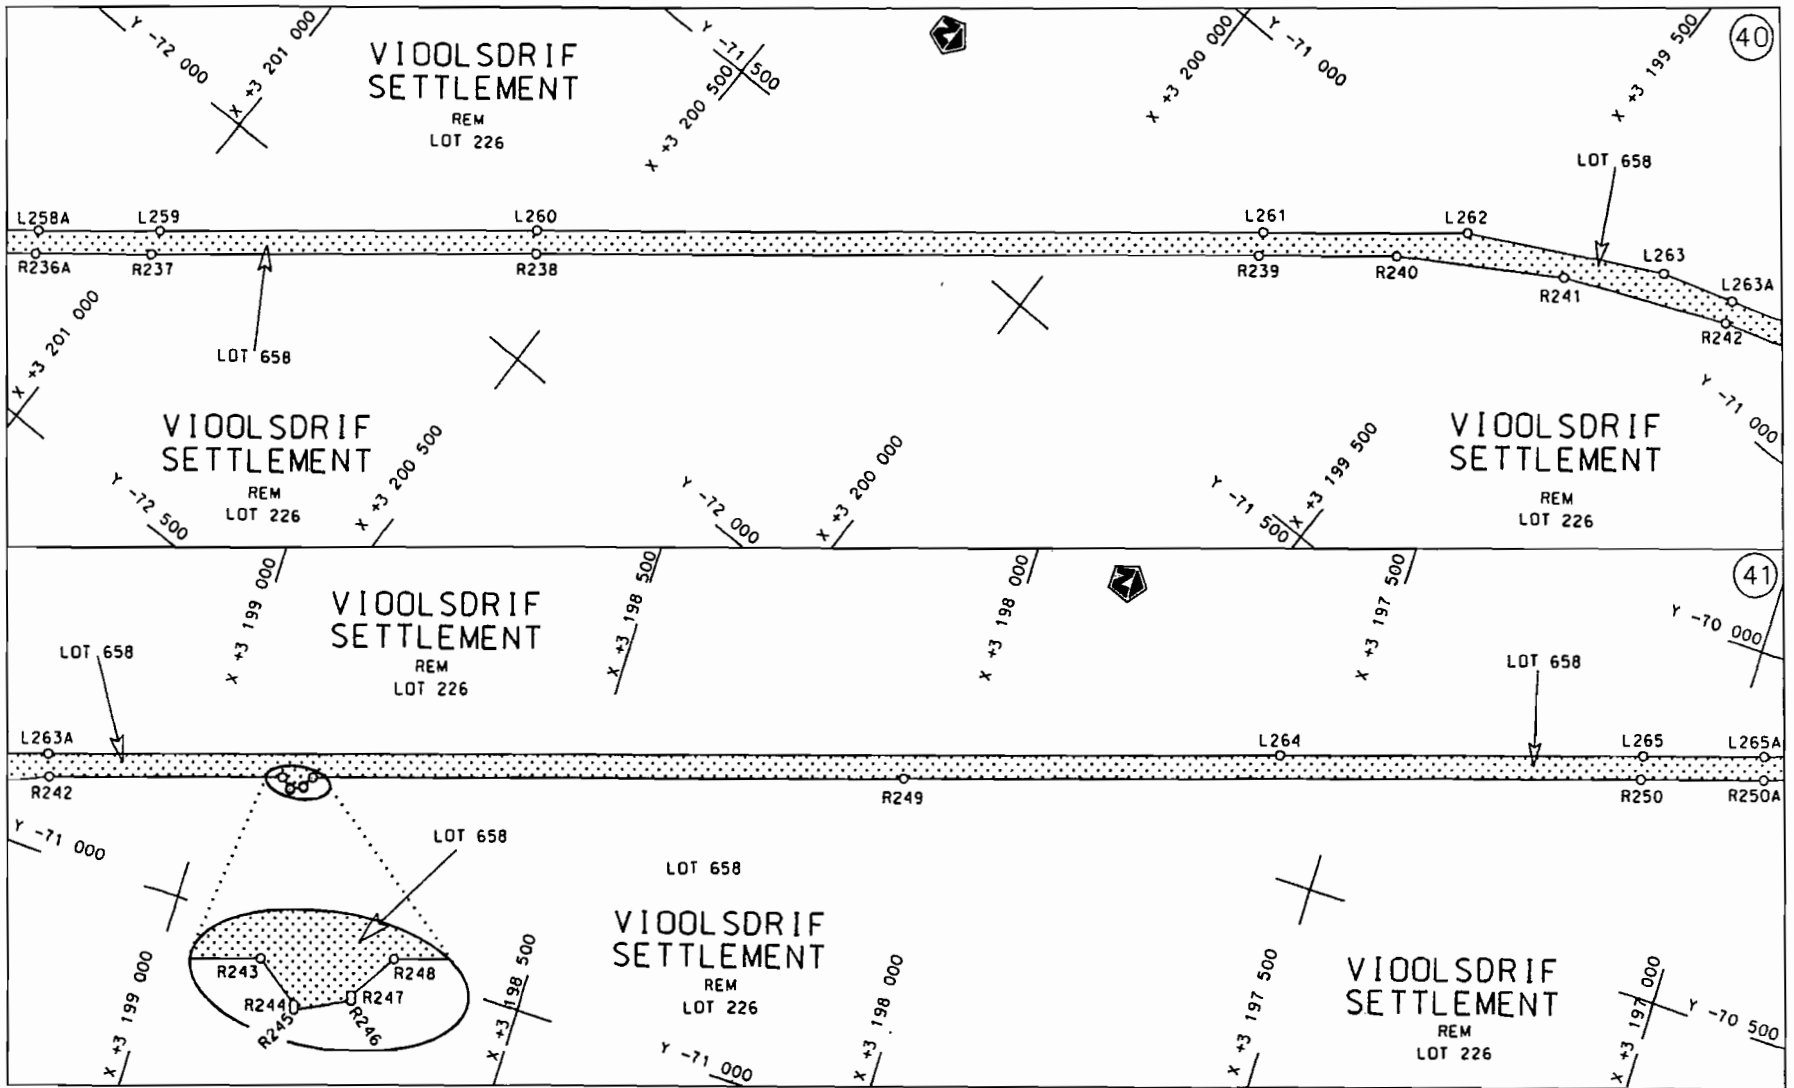 Y -72 000
X +3 201 000
VIOOLSDRIF
SETTLEMENT
REM
LOT 226
Y -71 500
X +3 200 500
N
X +3 200 000
Y -71 000
X +3 199 500
40
LOT 658
L258A
L259
L260
L261
L262
L263
L263A
R236A
R237
R238
R239
R240
R241
R242
X +3 201 000
LOT 658
VIOOLSDRIF
SETTLEMENT
REM
LOT 226
Y -72 500
X +3 200 500
Y -72 000
X +3 200 000
Y -71 500
X +3 199 500
VIOOLSDRIF
SETTLEMENT
REM
LOT 226
Y -71 000
X +3 199 000
VIOOLSDRIF
SETTLEMENT
REM
LOT 226
X +3 198 500
X +3 198 000
N
X +3 197 500
Y -70 000
41
LOT 658
LOT 658
L263A
L264
L265
L265A
R242
R249
R250
R250A
Y -71 000
LOT 658
LOT 658
R243
R248
R244
R247
R245
R246
X +3 199 000
X +3 198 500
VIOOLSDRIF
SETTLEMENT
REM
LOT 226
Y -71 000
X +3 198 000
X +3 197 500
VIOOLSDRIF
SETTLEMENT
REM
LOT 226
X +3 197 000
Y -70 500